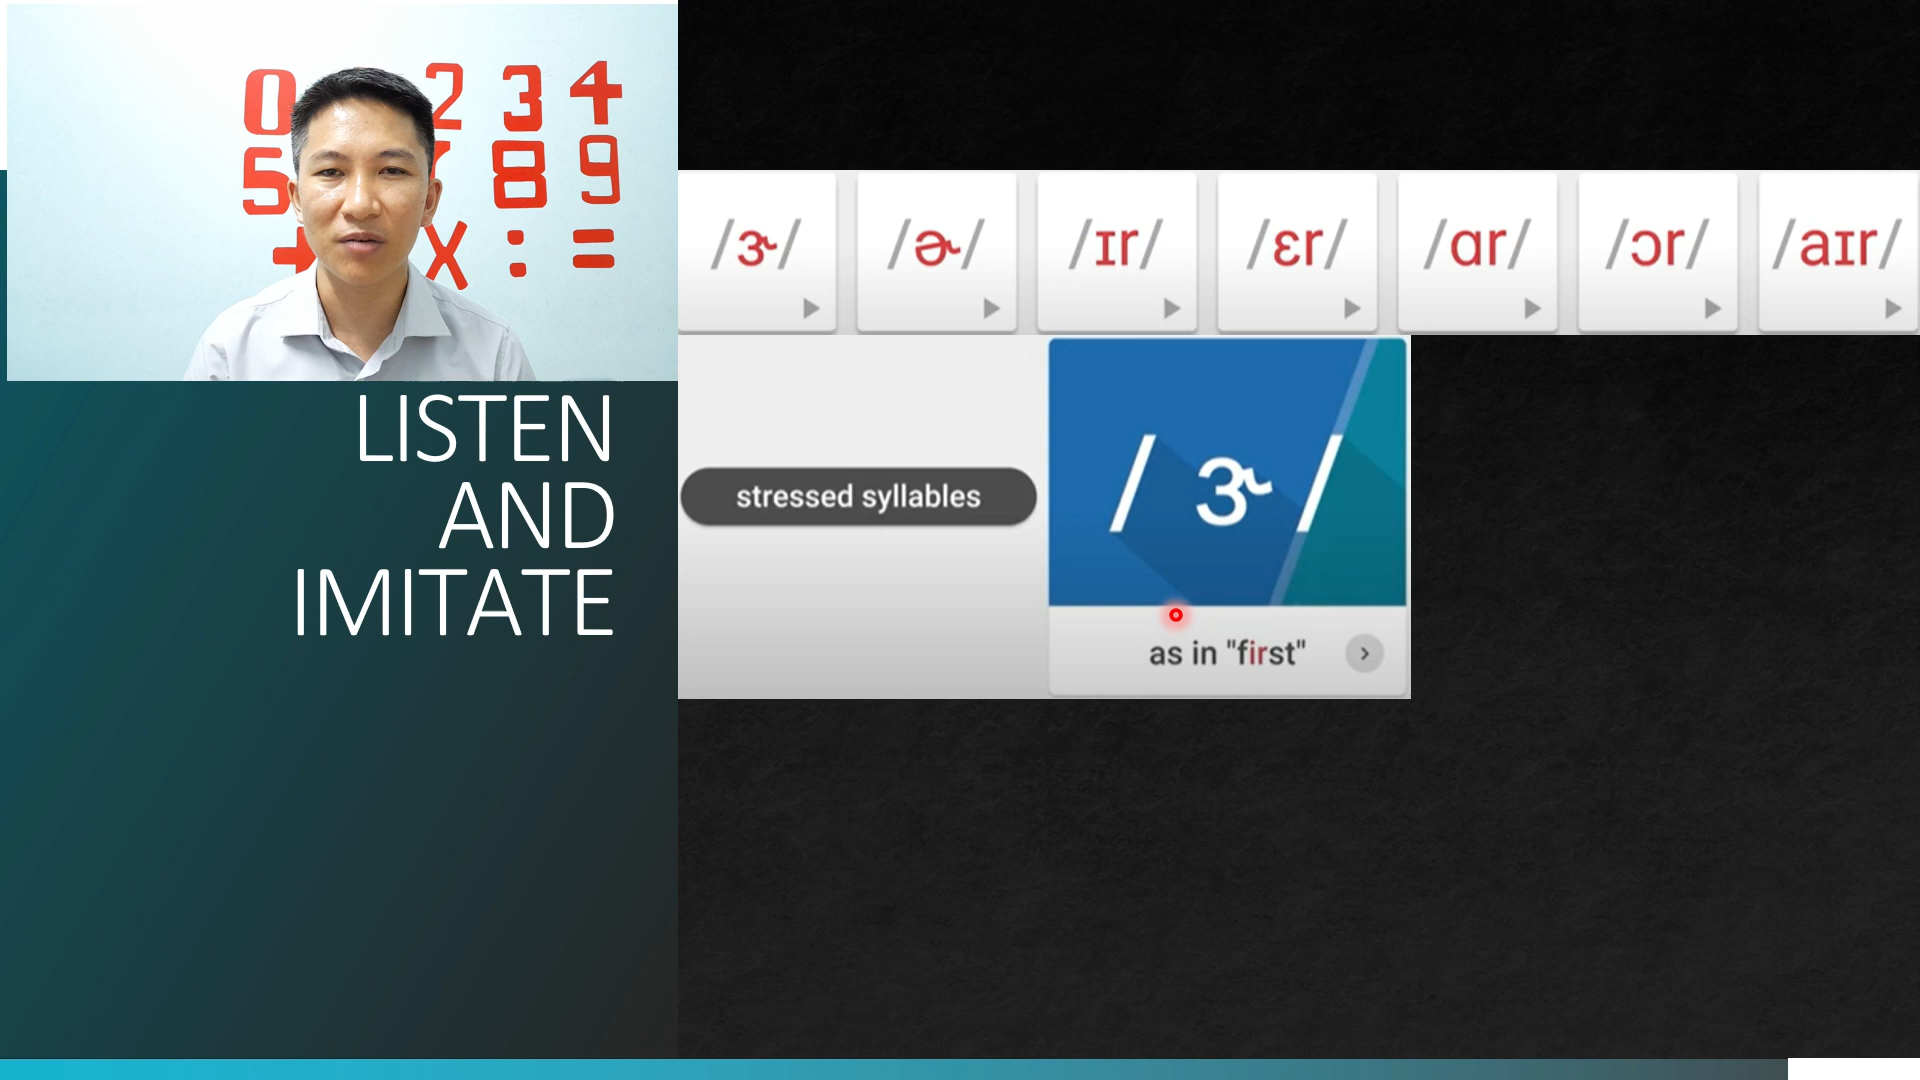 0 2 3 4
5 7 8 9
+ X : =
/ɝ/ /ɚ/ /ɪr/ /ɛr/ /ɑr/ /ɔr/ /aɪr/
stressed syllables
/ɝ/
as in "first"
LISTEN
AND
IMITATE